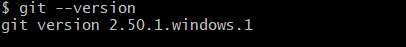 $ git --version
git version 2.50.1.windows.1